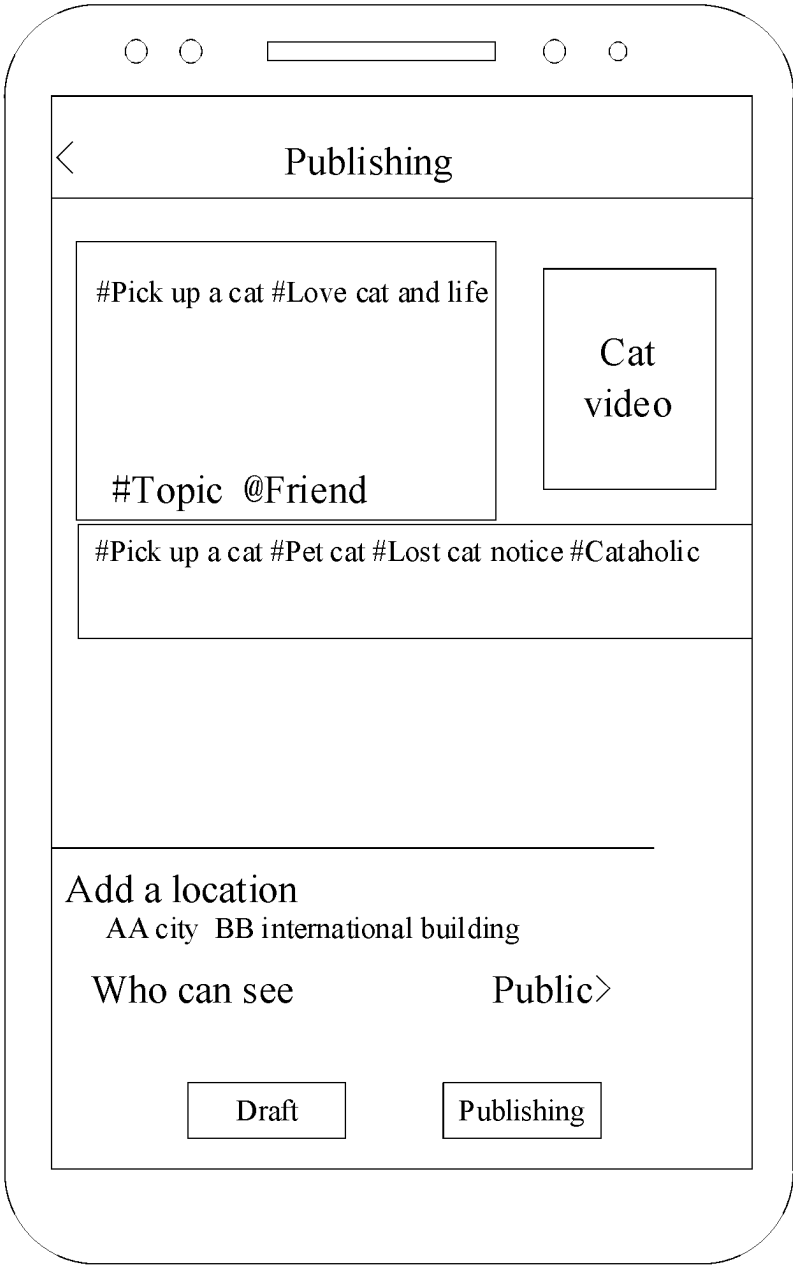 <
Publishing
#Pick up a cat #Love cat and life
Cat
video
#Topic @Friend
#Pick up a cat #Pet cat #Lost cat notice #Cataholic
Add a location
AA city BB international building
Who can see Public>
Draft Publishing